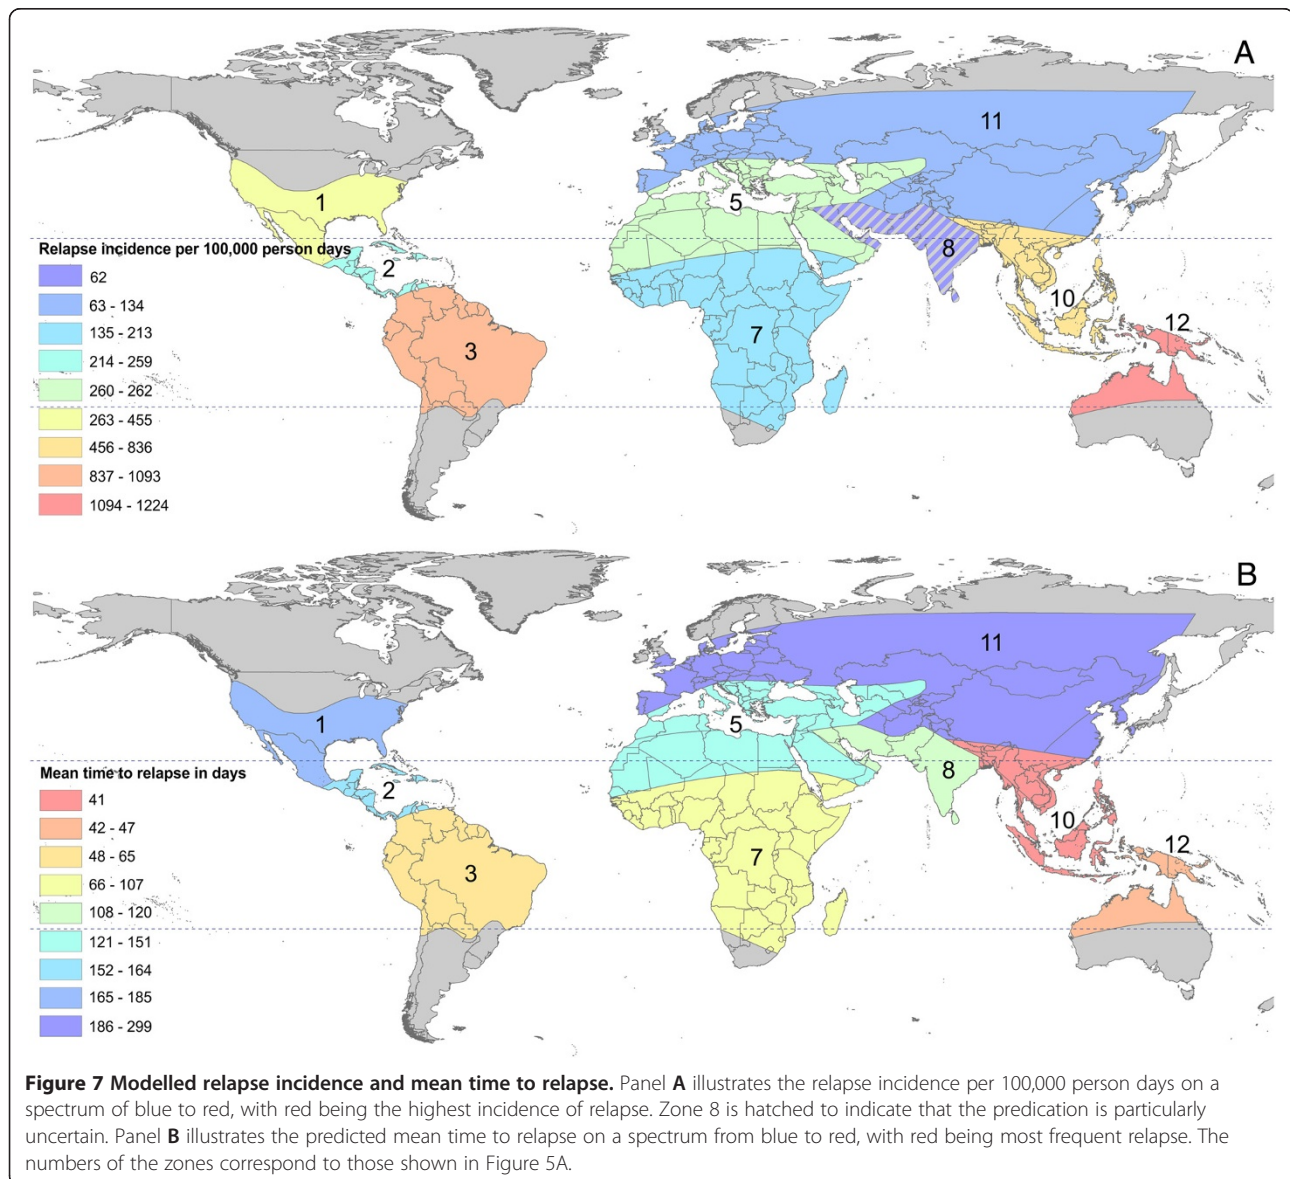 A
11
1
5
Relapse incidence per 100,000 person days
8
2
62
63 - 134
10
12
135 - 213
7
3
214 - 259
260 - 262
263 - 455
456 - 836
837 - 1093
1094 - 1224
B
11
1
5
Mean time to relapse in days
8
2
41
42 - 47
10
12
48 - 65
7
3
66 - 107
108 - 120
121 - 151
152 - 164
165 - 185
186 - 299
Figure 7 Modelled relapse incidence and mean time to relapse. Panel A illustrates the relapse incidence per 100,000 person days on a
spectrum of blue to red, with red being the highest incidence of relapse. Zone 8 is hatched to indicate that the predication is particularly
uncertain. Panel B illustrates the predicted mean time to relapse on a spectrum from blue to red, with red being most frequent relapse. The
numbers of the zones correspond to those shown in Figure 5A.